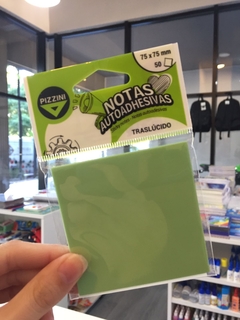 75 x 75 mm
50
PIZZINI
NOTAS
AUTOADHESIVAS
TRASLÚCIDO